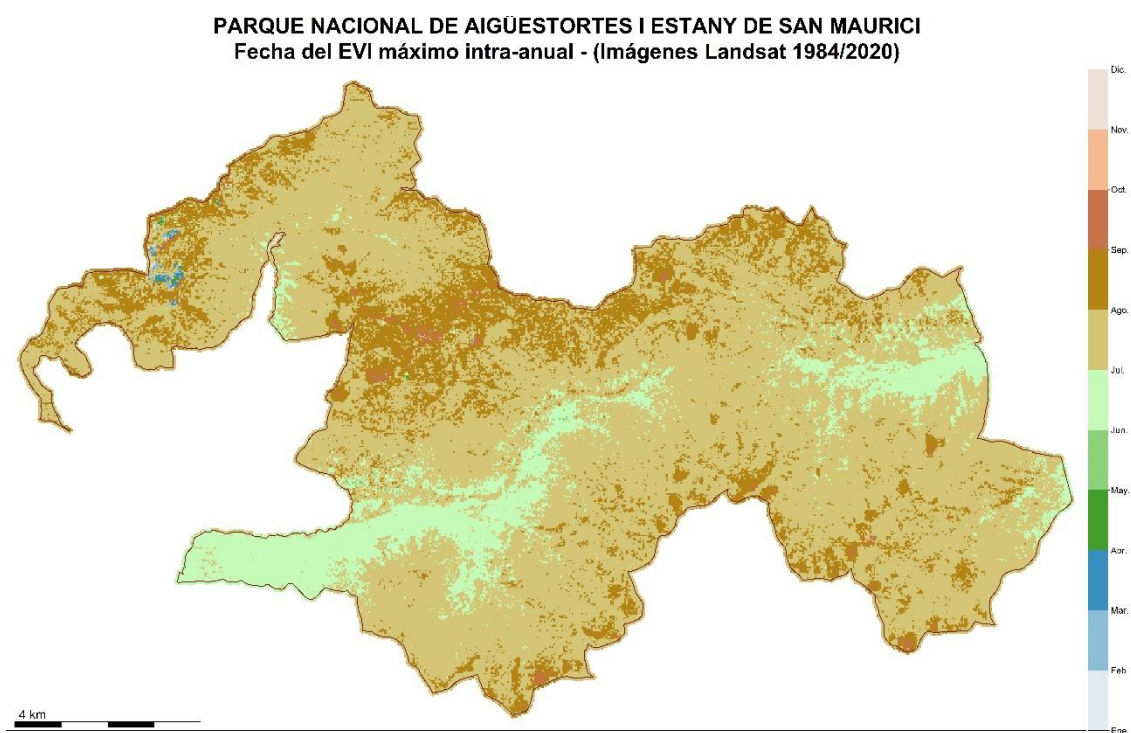 PARQUE NACIONAL DE AIGÜESTORTES I ESTANY DE SAN MAURICI
Fecha del EVI máximo intra-anual - (Imágenes Landsat 1984/2020)
Dic.
Nov.
Oct.
Sep.
Ago.
Jul.
Jun.
May.
Abr.
Mar.
Feb
Ene.
4 km